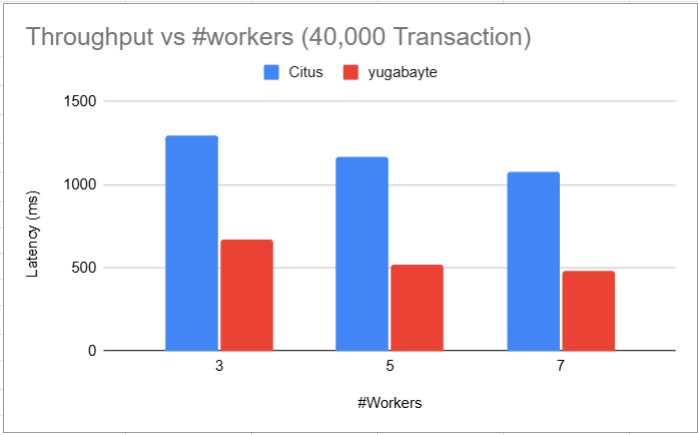 Throughput vs #workers (40,000 Transaction)
Citus yugabayte
1500
1000
500
0
Latency (ms)
3 5 7
#Workers